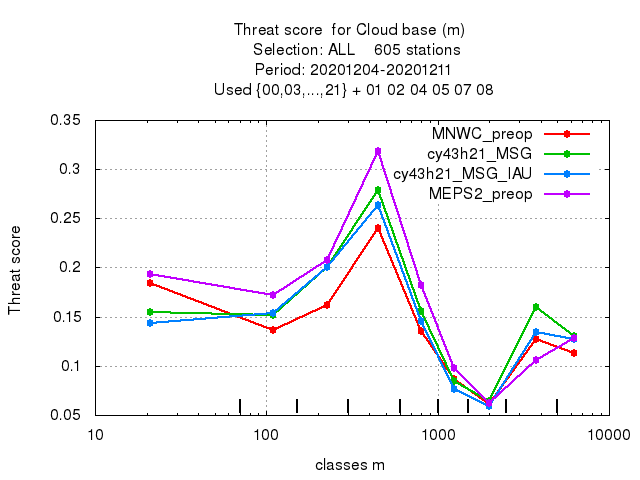 Threat score  for Cloud base (m)
Selection: ALL    605 stations
Period: 20201204-20201211
Used {00,03,...,21} + 01 02 04 05 07 08
MNWC_preop
cy43h21_MSG
cy43h21_MSG_IAU
MEPS2_preop
Threat score
0.35
0.3
0.25
0.2
0.15
0.1
0.05
10
100
1000
10000
classes m